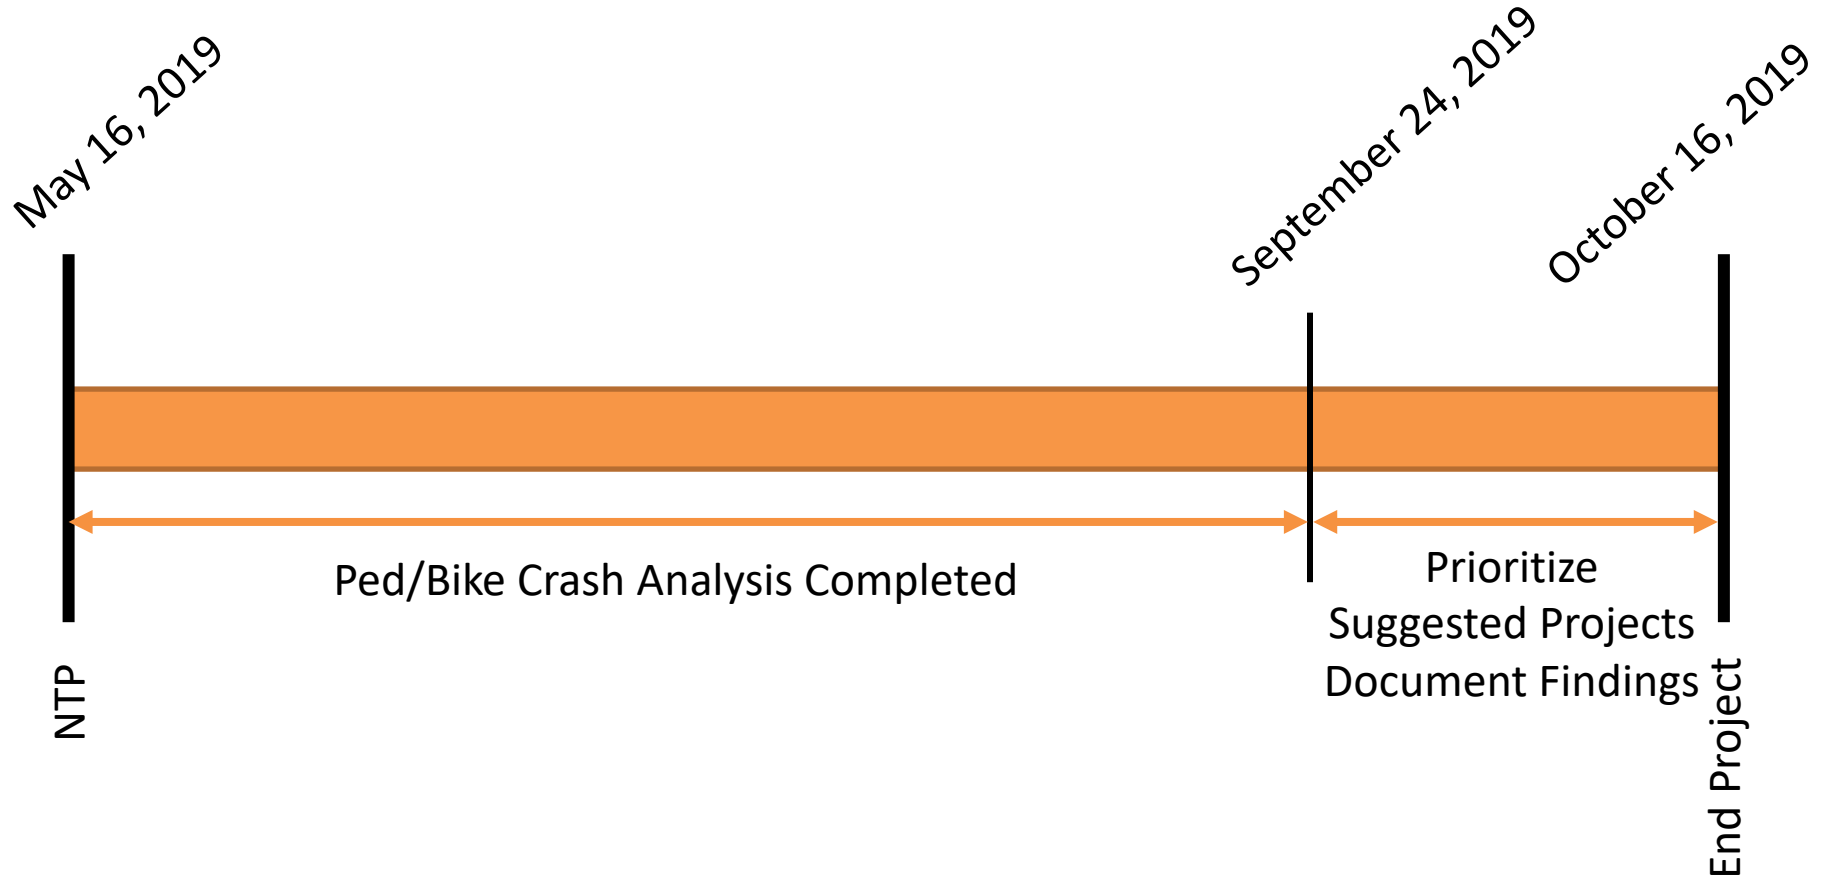 May 16, 2019
September 24, 2019
October 16, 2019
Ped/Bike Crash Analysis Completed
Prioritize
Suggested Projects
Document Findings
NTP
End Project